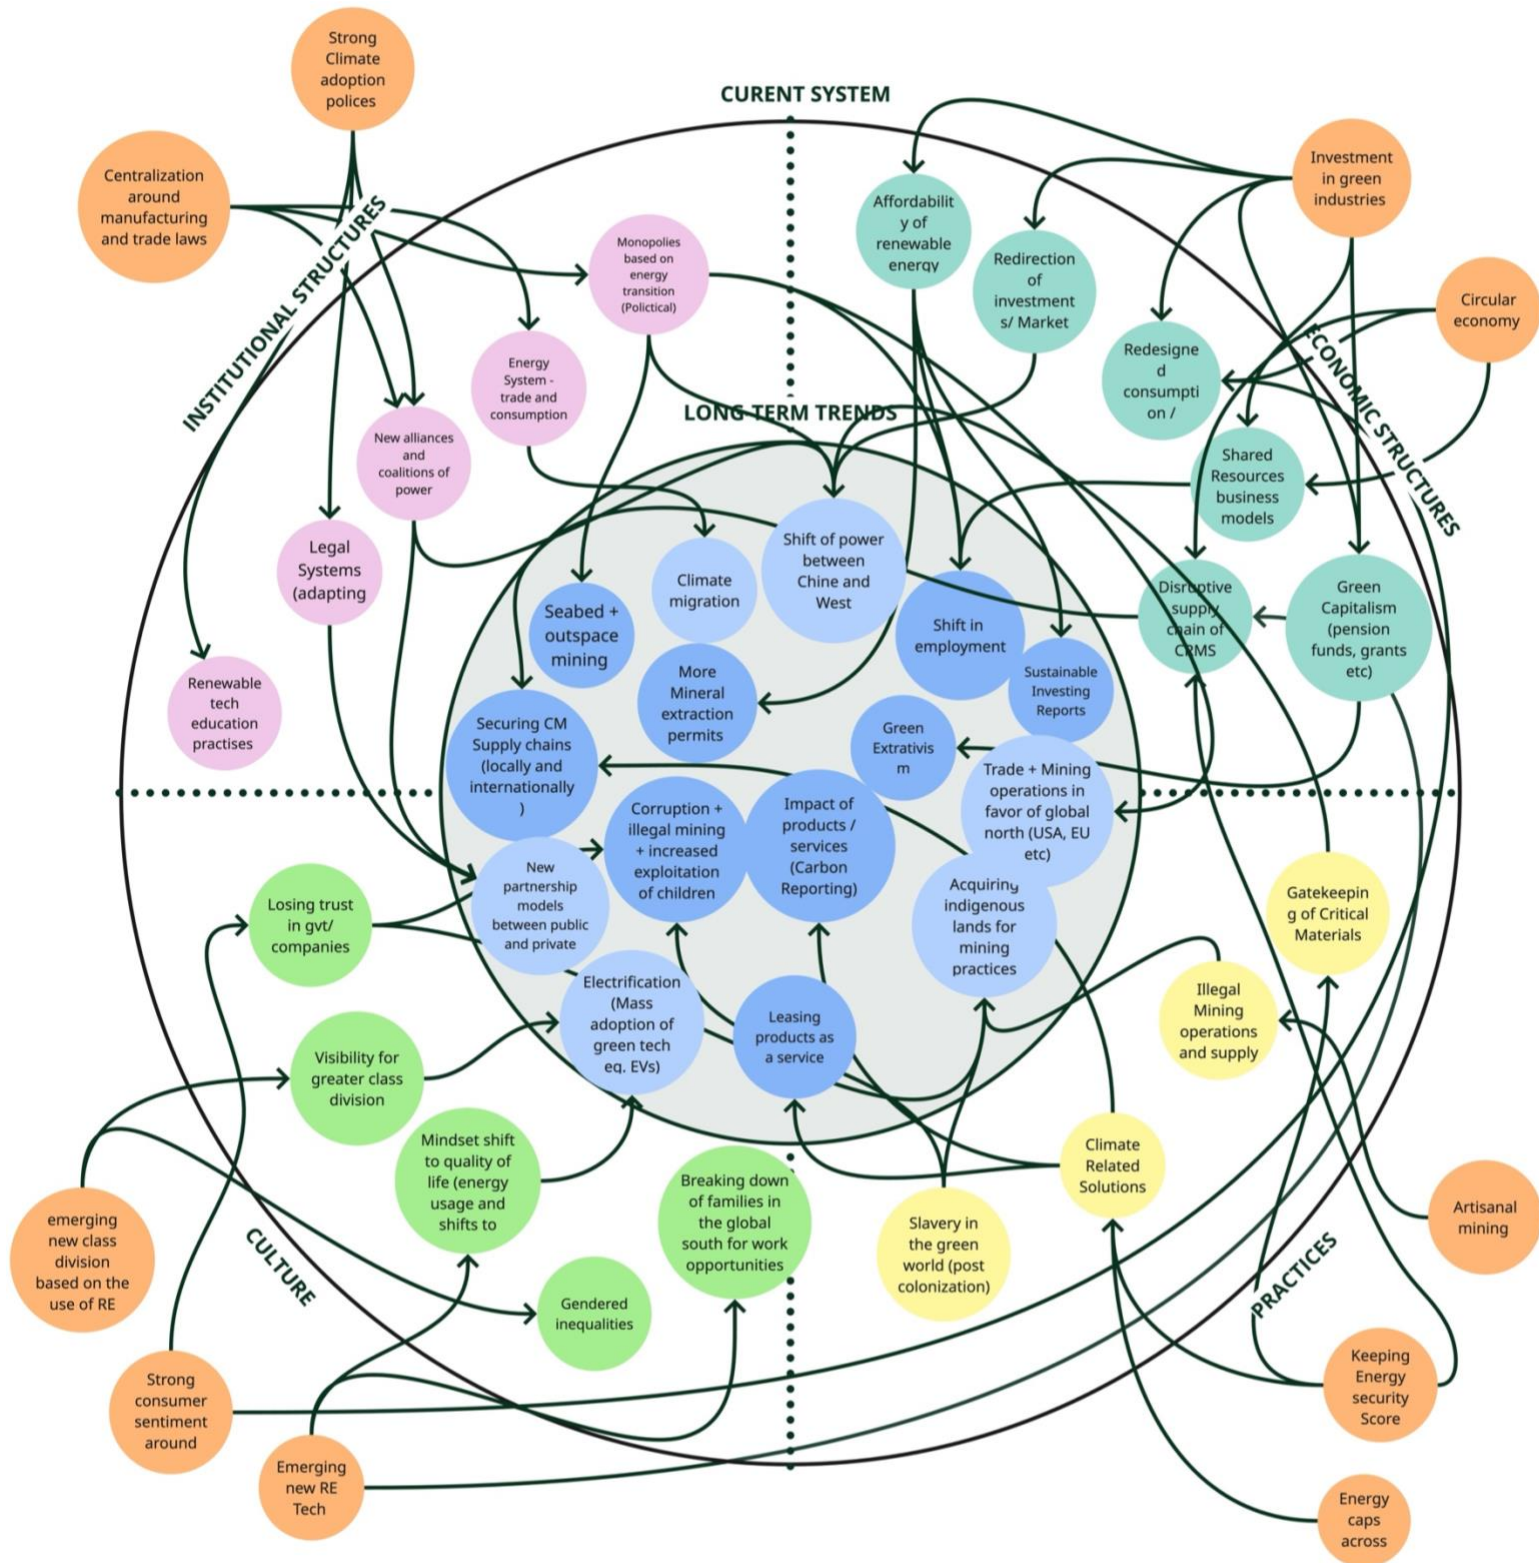 Strong
Climate
adoption
polices
CURENT SYSTEM
Centralization
around
manufacturing
and trade laws
INSTITUTIONAL STRUCTURES
Investment
in green
industries
Affordabilit
y of
renewable
energy
Redirection
of
investment
s/ Market
Monopolies
based on
energy
transition
(Polictical)
Circular
economy
ECONOMIC STRUCTURES
Redesigne
d
consumpti
on /
Energy
System -
trade and
consumption
LONG TERM TRENDS
New alliances
and
coalitions of
power
Shared
Resources
business
models
Legal
Systems
(adapting
Climate
migration
Shift of power
between
Chine and
West
Disruptive
supply
chain of
CRMS
Green
Capitalism
(pension
funds, grants
etc)
Seabed +
outspace
mining
Shift in
employment
Renewable
tech
education
practises
More
Mineral
extraction
permits
Sustainable
Investing
Reports
Securing CM
Supply chains
(locally and
internationally
)
Green
Extrativis
m
Trade + Mining
operations in
favor of global
north (USA, EU
etc)
Corruption +
illegal mining
+ increased
exploitation
of children
Impact of
products /
services
(Carbon
Reporting)
New
partnership
models
between public
and private
Acquiring
indigenous
lands for
mining
practices
Losing trust
in gvt/
companies
Gatekeepin
g of Critical
Materials
Electrification
(Mass
adoption of
green tech
eg. EVs)
Leasing
products as
a service
Illegal
Mining
operations
and supply
Visibility for
greater class
division
Mindset shift
to quality of
life (energy
usage and
shifts to
Breaking down
of families in
the global
south for work
opportunities
Climate
Related
Solutions
Slavery in
the green
world (post
colonization)
Artisanal
mining
emerging
new class
division
based on the
use of RE
CULTURE
Gendered
inequalities
PRACTICES
Strong
consumer
sentiment
around
Keeping
Energy
security
Score
Emerging
new RE
Tech
Energy
caps
across